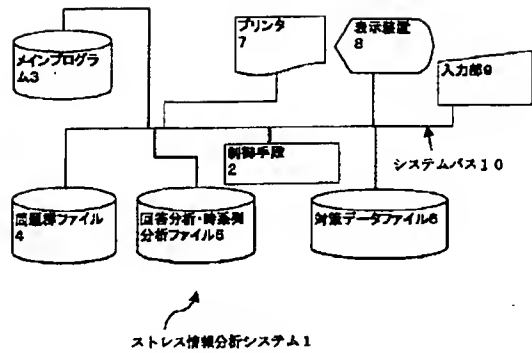 プリンタ
7
表示装置
8
メインプログラ
ム3
入力部9
制御手段
2
システムバス10
問題群ファイル
4
回答分析・時系列
分析ファイル5
対策データファイル6
ストレス情報分析システム1